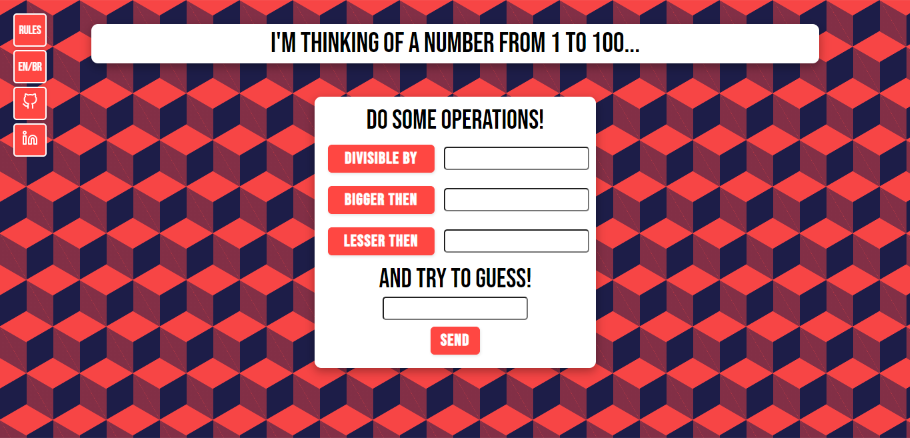 RULES
EN/BR
I'M THINKING OF A NUMBER FROM 1 TO 100...
DO SOME OPERATIONS!
DIVISIBLE BY
BIGGER THEN
LESSER THEN
AND TRY TO GUESS!
SEND